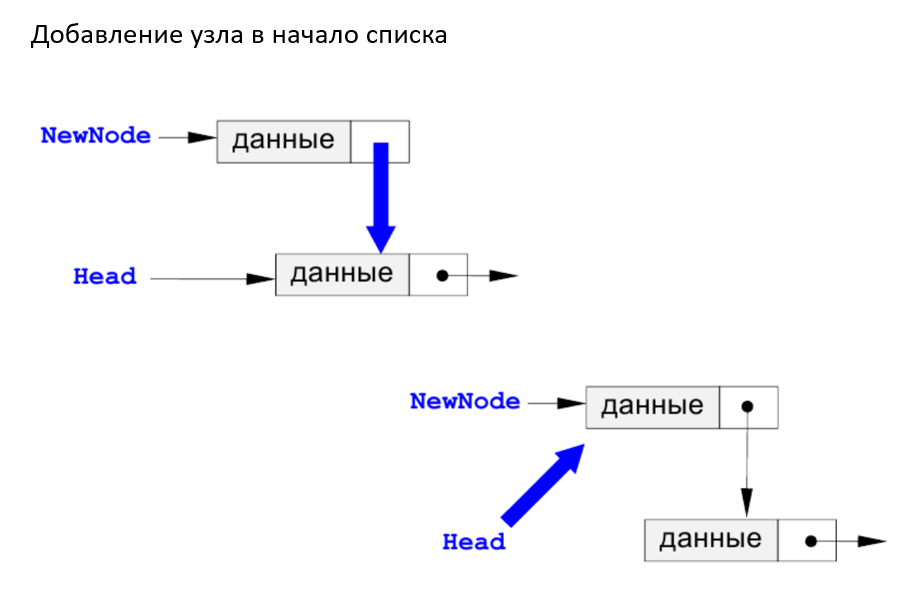 Добавление узла в начало списка
NewNode
данные
Head
данные
NewNode
данные
Head
данные